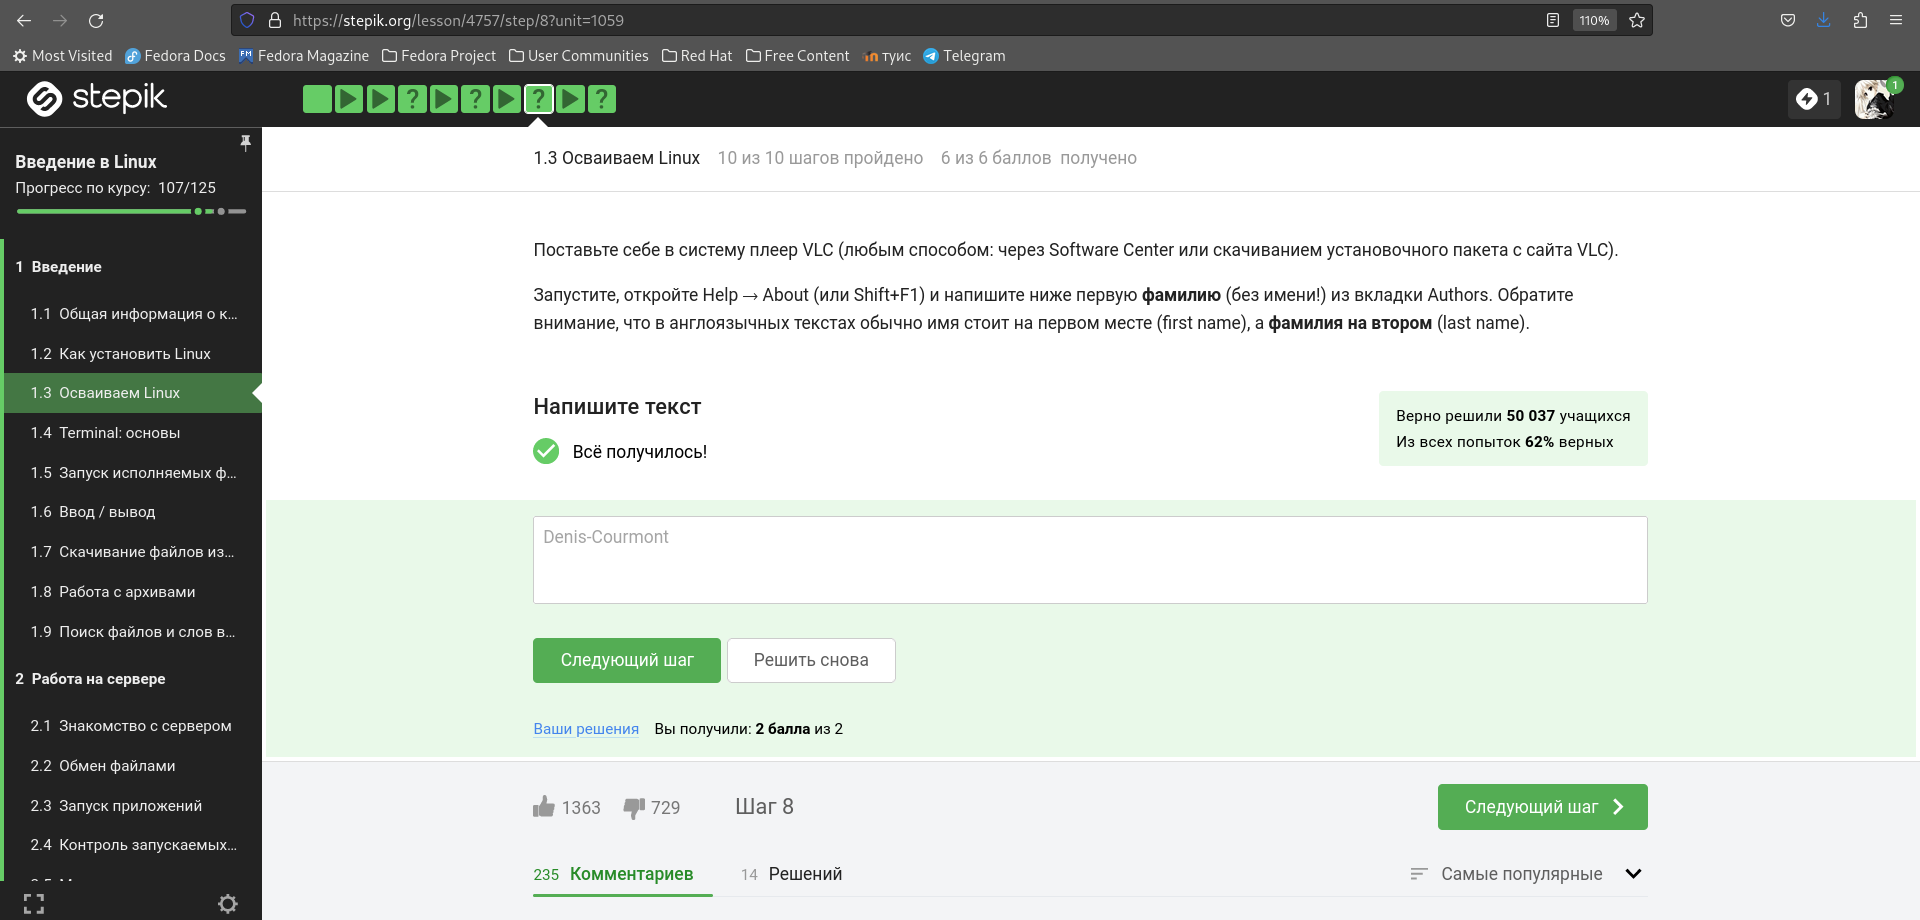 https://stepik.org/lesson/4757/step/8?unit=1059
110%
Most Visited
Fedora Docs
Fedora Magazine
Fedora Project
User Communities
Red Hat
Free Content
туис
Telegram
stepik
? ? ? ?
1
1
Введение в Linux
Прогресс по курсу: 107/125
1 Введение
1.1 Общая информация о к...
1.2 Как установить Linux
1.3 Осваиваем Linux
1.4 Terminal: основы
1.5 Запуск исполняемых ф...
1.6 Ввод / вывод
1.7 Скачивание файлов из...
1.8 Работа с архивами
1.9 Поиск файлов и слов в...
2 Работа на сервере
2.1 Знакомство с сервером
2.2 Обмен файлами
2.3 Запуск приложений
2.4 Контроль запускаемых...
1.3 Осваиваем Linux 10 из 10 шагов пройдено 6 из 6 баллов получено
Поставьте себе в систему плеер VLC (любым способом: через Software Center или скачиванием установочного пакета с сайта VLC).
Запустите, откройте Help → About (или Shift+F1) и напишите ниже первую фамилию (без имени!) из вкладки Authors. Обратите
внимание, что в англоязычных текстах обычно имя стоит на первом месте (first name), а фамилия на втором (last name).
Напишите текст
Всё получилось!
Верно решили 50 037 учащихся
Из всех попыток 62% верных
Denis-Courmont
Следующий шаг
Решить снова
Ваши решения Вы получили: 2 балла из 2
1363 729 Шаг 8
Следующий шаг
235 Комментариев
14 Решений
Самые популярные